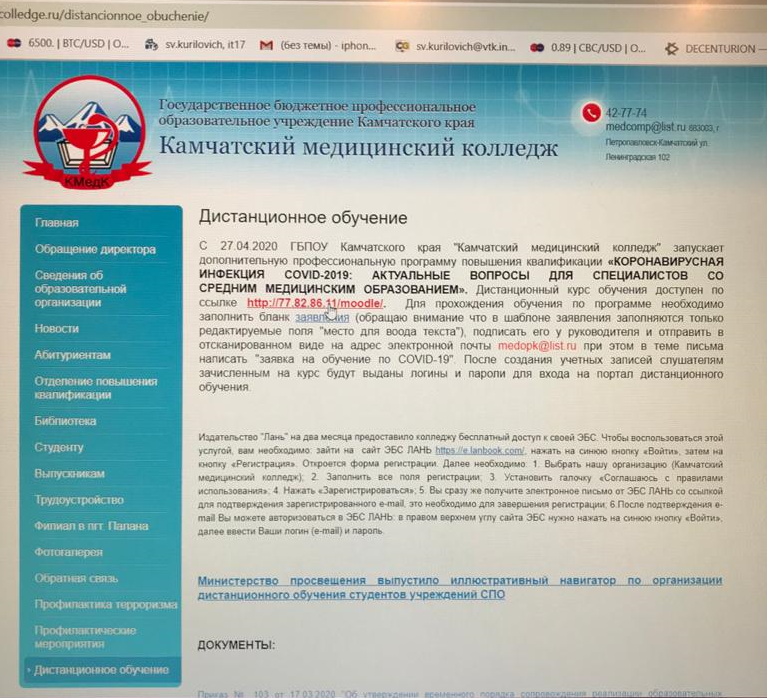 colledge.ru/distancionnoe_obuchenie/
6500. | BTC/USD | O...
sv.kurilovich, it17
(без темы) - iphon...
sv.kurilovich@vtk.in...
0.89 | CBC/USD | O...
DECENTURION —
Государственное бюджетное профессиональное
образовательное учреждение Камчатского края
Камчатский медицинский колледж
КМедК
42-77-74
medcomp@list.ru 683003, г
Петропавловск-Камчатский ул.
Ленинградская 102
Главная
Обращение директора
Сведения об
образовательной
организации
Новости
Абитуриентам
Отделение повышения
квалификации
Библиотека
Студенту
Выпускникам
Трудоустройство
Филиал в пгт. Палана
Фотогалерея
Обратная связь
Профилактика терроризма
Профилактические
мероприятия
Дистанционное обучение
Дистанционное обучение
С 27.04.2020 ГБПОУ Камчатского края "Камчатский медицинский колледж" запускает
дополнительную профессиональную программу повышения квалификации «КОРОНАВИРУСНАЯ
ИНФЕКЦИЯ COVID-2019: АКТУАЛЬНЫЕ ВОПРОСЫ ДЛЯ СПЕЦИАЛИСТОВ СО
СРЕДНИМ МЕДИЦИНСКИМ ОБРАЗОВАНИЕМ». Дистанционный курс обучения доступен по
ссылке http://77.82.86.11/moodle/. Для прохождения обучения по программе необходимо
заполнить бланк заявления (обращаю внимание что в шаблоне заявления заполняются только
редактируемые поля "место для воода текста"), подписать его у руководителя и отправить в
отсканированном виде на адрес электронной почты medopk@list.ru при этом в теме письма
написать "заявка на обучение по COVID-19". После создания учетных записей слушателям
зачисленным на курс будут выданы логины и пароли для входа на портал дистанционного
обучения.
Издательство "Лань" на два месяца предоставило колледжу бесплатный доступ к своей ЭБС. Чтобы воспользоваться этой
услугой, вам необходимо: зайти на сайт ЭБС ЛАНЬ https://e.lanbook.com/, нажать на синюю кнопку «Войти», затем на
кнопку «Регистрация». Откроется форма регистрации. Далее необходимо: 1. Выбрать нашу организацию (Камчатский
медицинский колледж); 2. Заполнить все поля регистрации; 3. Установить галочку «Соглашаюсь с правилами
использования»; 4. Нажать «Зарегистрироваться»; 5. Вы сразу же получите электронное письмо от ЭБС ЛАНЬ со ссылкой
для подтверждения зарегистрированного e-mail, это необходимо для завершения регистрации; 6.После подтверждения e-
mail Вы можете авторизоваться в ЭБС ЛАНЬ: в правом верхнем углу сайта ЭБС нужно нажать на синюю кнопку «Войти»,
далее ввести Ваши логин (e-mail) и пароль.
Министерство просвещения выпустило иллюстративный навигатор по организации
дистанционного обучения студентов учреждений СПО
ДОКУМЕНТЫ:
Приказ № 103 от 17.03.2020 "Об утверждении временного порядка сопровождения реализации образовательных